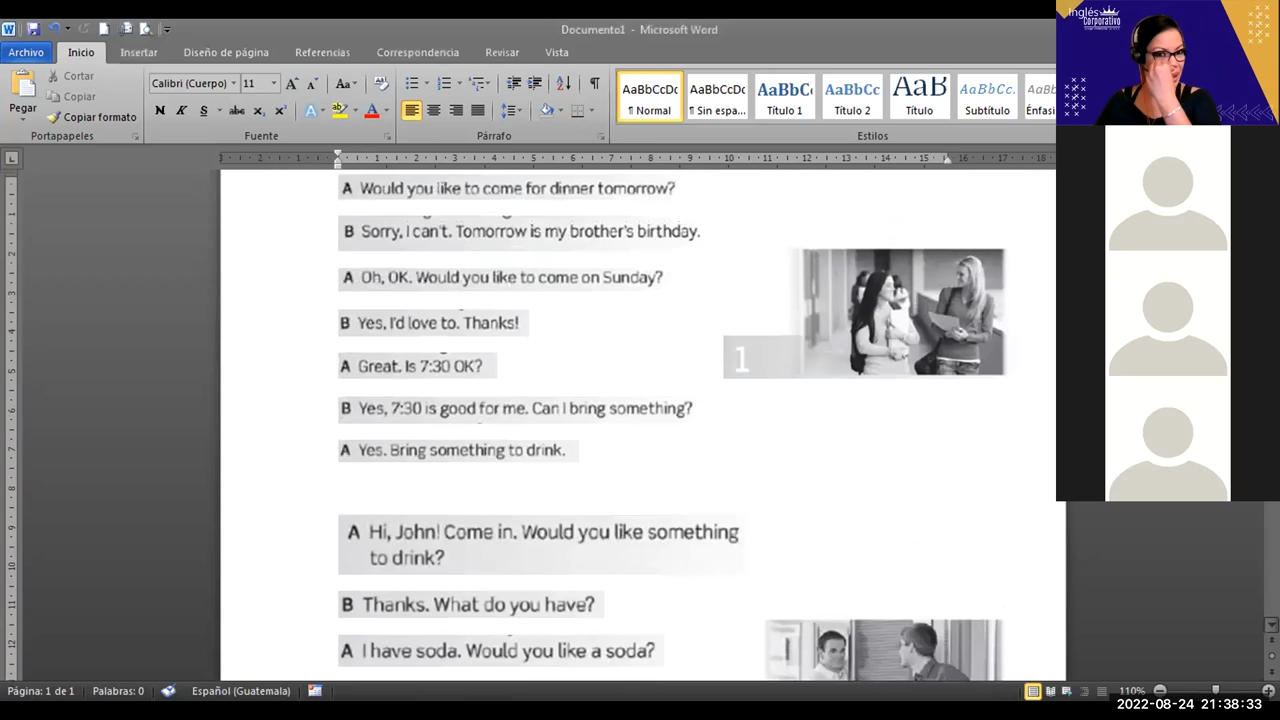 Documento1 - Microsoft Word
Archivo Inicio Insertar Diseño de página Referencias Correspondencia Revisar Vista
Pegar
Cortar
Copiar
Copiar formato
Portapapeles
Calibri (Cuerpo) 11
Fuente
Párrafo
AaBbCcDc AaBbCcDc AaBbC AaBbCc AaB AaBbCc.
¶ Normal ¶ Sin espa... Título 1 Título 2 Título Subtítulo Énfasis
Estilos
Inglés
Corporativo
A Would you like to come for dinner tomorrow?
B Sorry, I can't. Tomorrow is my brother's birthday.
A Oh, OK. Would you like to come on Sunday?
B Yes, I'd love to. Thanks!
A Great. Is 7:30 OK?
B Yes, 7:30 is good for me. Can I bring something?
A Yes. Bring something to drink.
1
A Hi, John! Come in. Would you like something
to drink?
B Thanks. What do you have?
A I have soda. Would you like a soda?
Página: 1 de 1 Palabras: 0 Español (Guatemala) 110%
2022-08-24 21:38:33